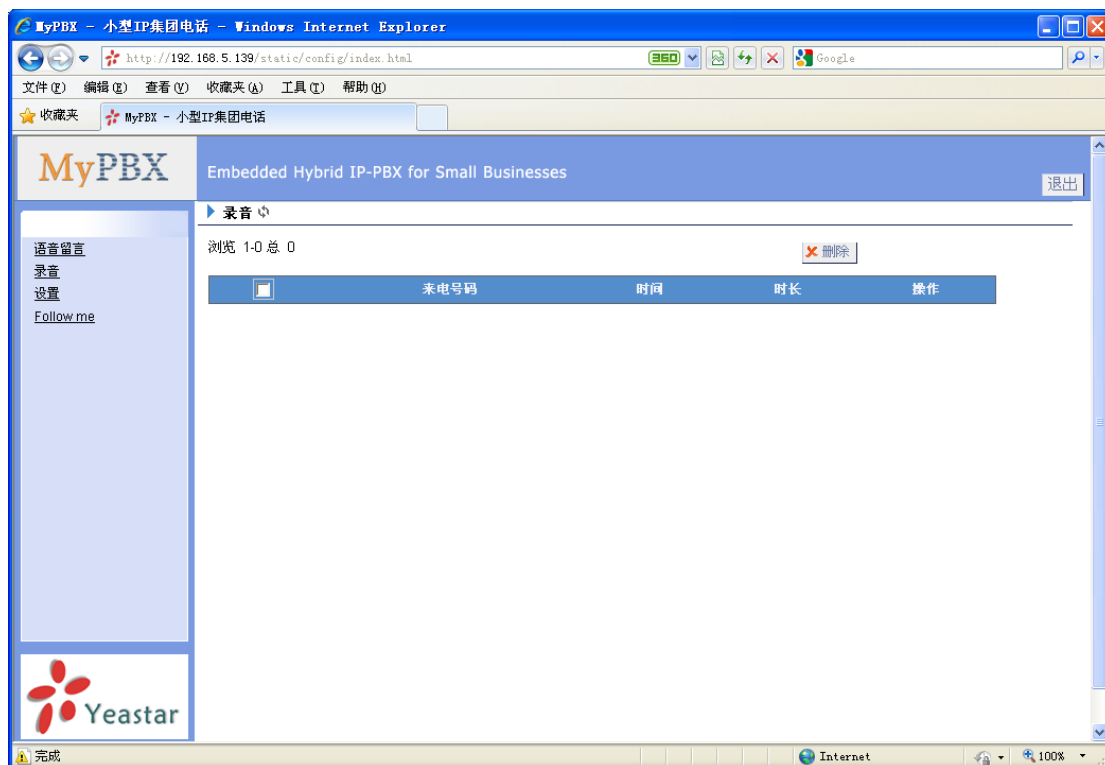 MyPBX - 小型IP集团电话 - Windows Internet Explorer
http://192.168.5.139/static/config/index.html
360
Google
文件(F) 编辑(E) 查看(V) 收藏夹(A) 工具(T) 帮助(H)
收藏夹
MyPBX - 小型IP集团电话
MyPBX
Embedded Hybrid IP-PBX for Small Businesses
退出
录音
语音留言
录音
设置
Follow me
浏览 1-0 总 0
删除
来电号码 时间 时长 操作
Yeastar
完成
Internet
100%